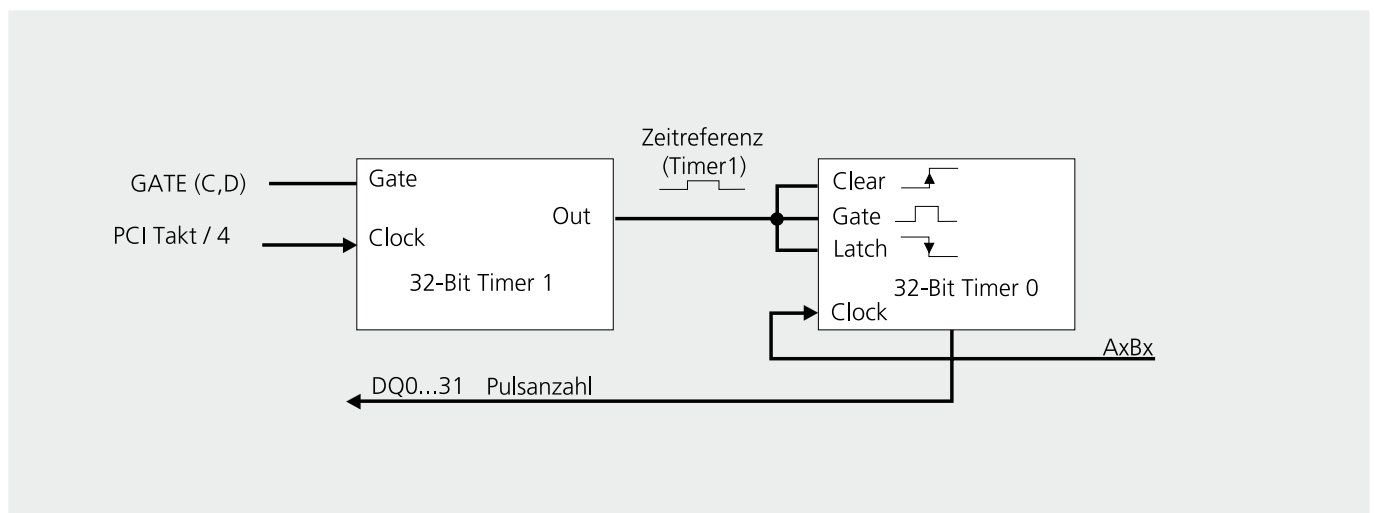 GATE (C,D)
PCI Takt / 4
Gate
Clock
Out
32-Bit Timer 1
Zeitreferenz
(Timer1)
Clear
Gate
Latch
32-Bit Timer 0
Clock
AxBx
DQ0...31 Pulsanzahl